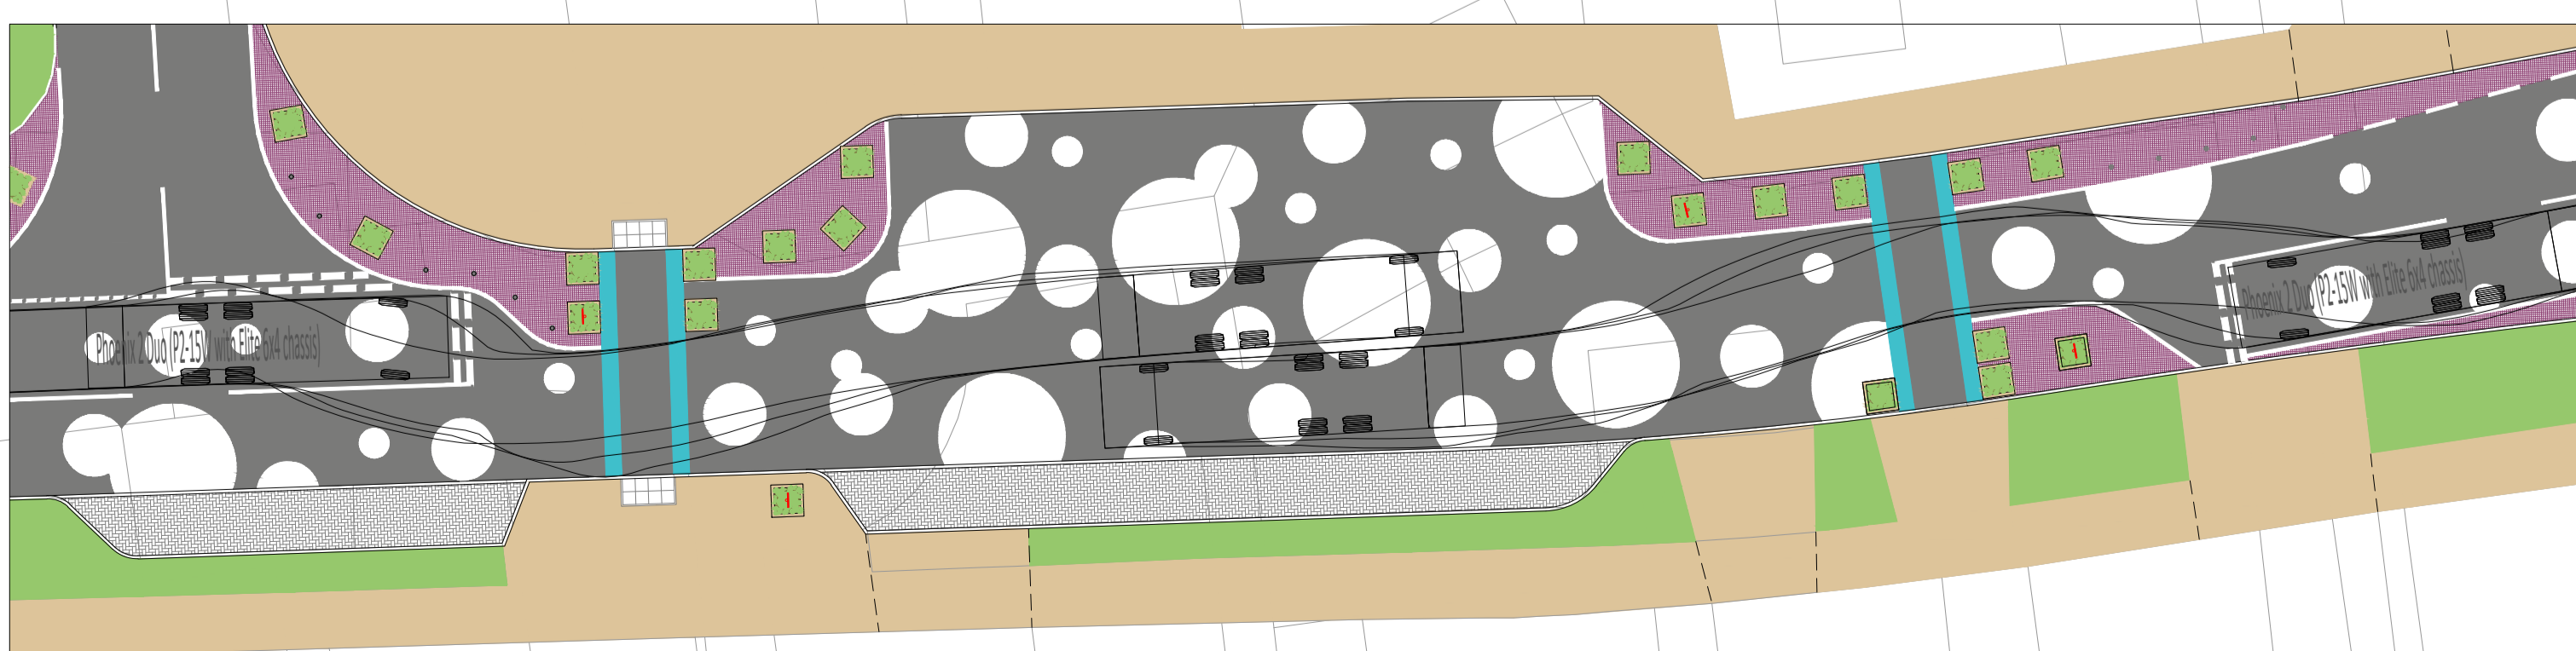 Phoenix 2 Duo (P2-15W with Elite 6x4 chassis)
Phoenix 2 Duo (P2-15W with Elite 6x4 chassis)